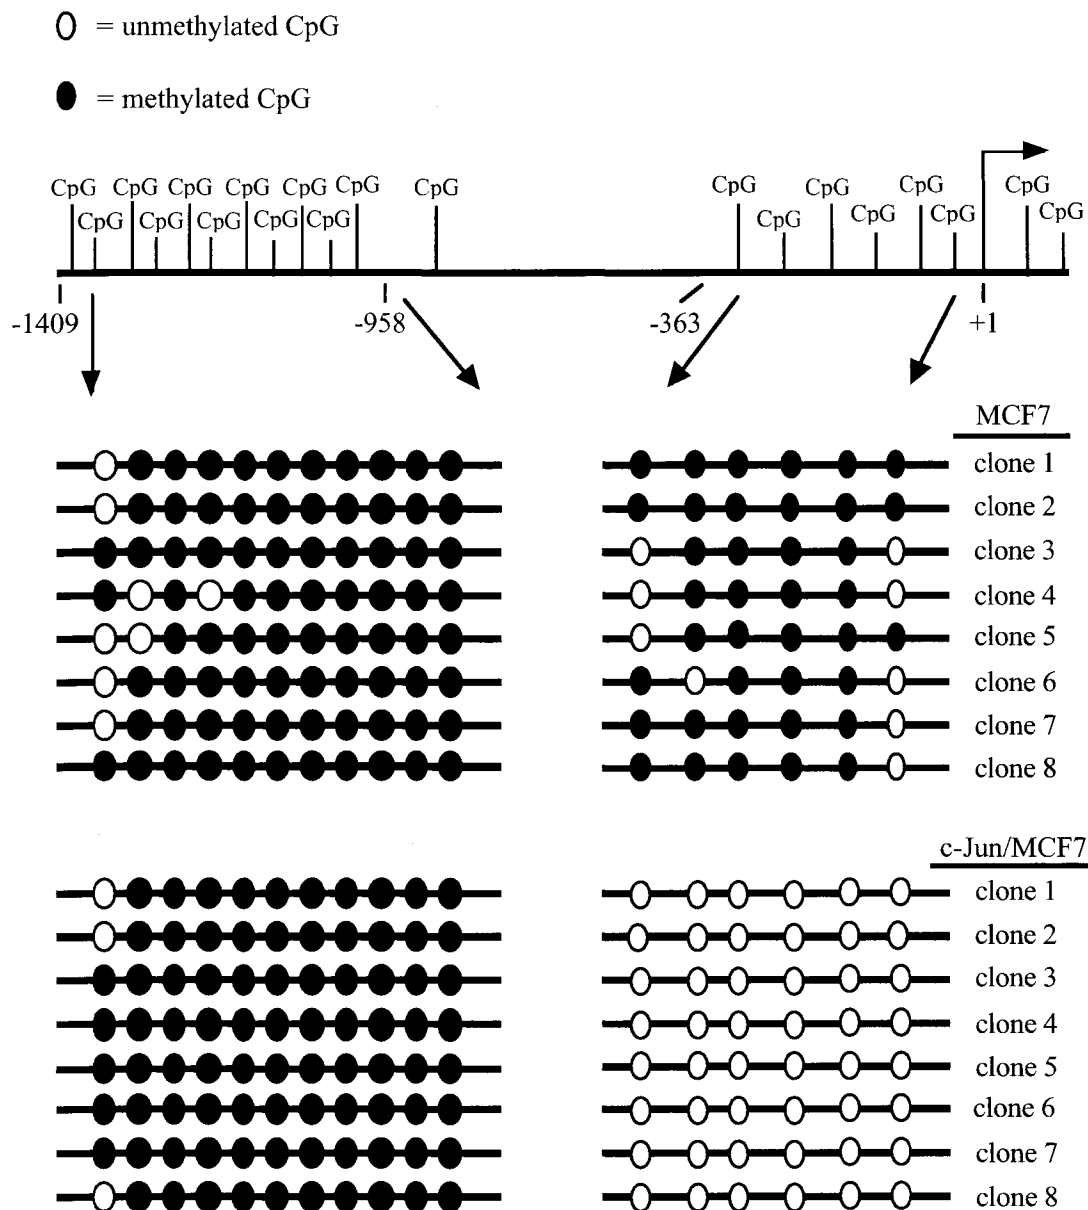 = unmethylated CpG
= methylated CpG
CpG CpG CpG CpG CpG CpG CpG CpG CpG CpG CpG
CpG CpG CpG CpG CpG CpG CpG CpG CpG
-1409 -958 -363 +1
MCF7
clone 1
clone 2
clone 3
clone 4
clone 5
clone 6
clone 7
clone 8
c-Jun/MCF7
clone 1
clone 2
clone 3
clone 4
clone 5
clone 6
clone 7
clone 8